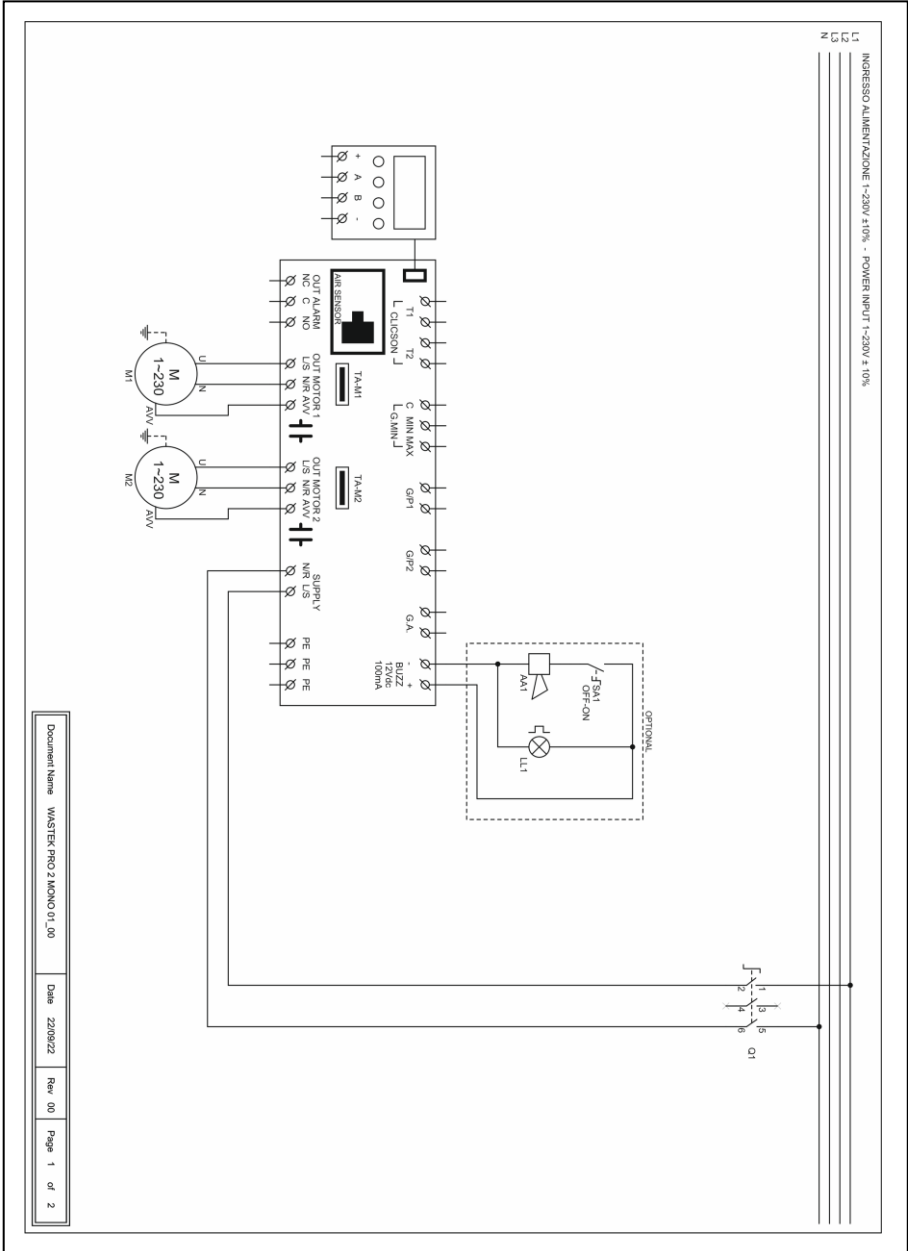 L1
L2
L3
N
INGRESSO ALIMENTAZIONE 1~230V ±10% - POWER INPUT 1~230V ± 10%
1
3
5
2
4
6
Q1
OPTIONAL
SA1
OFF-ON
AA1
LL1
+ A B -
T1 T2
CLICSON
C MIN MAX
G.MIN
G/P1
G/P2
G.A.
- +
BUZZ
12Vdc
100mA
AIR SENSOR
TA-M1
TA-M2
OUT ALARM
NC C NO
OUT MOTOR 1
L/S N/R AVV
OUT MOTOR 2
L/S N/R AVV
SUPPLY
N/R L/S
PE PE PE
U N
M
1~230
AVV
M1
U N
M
1~230
AVV
M2
Document Name WASTEK PRO 2 MONO 01_00 Date 22/09/22 Rev 00 Page 1 of 2